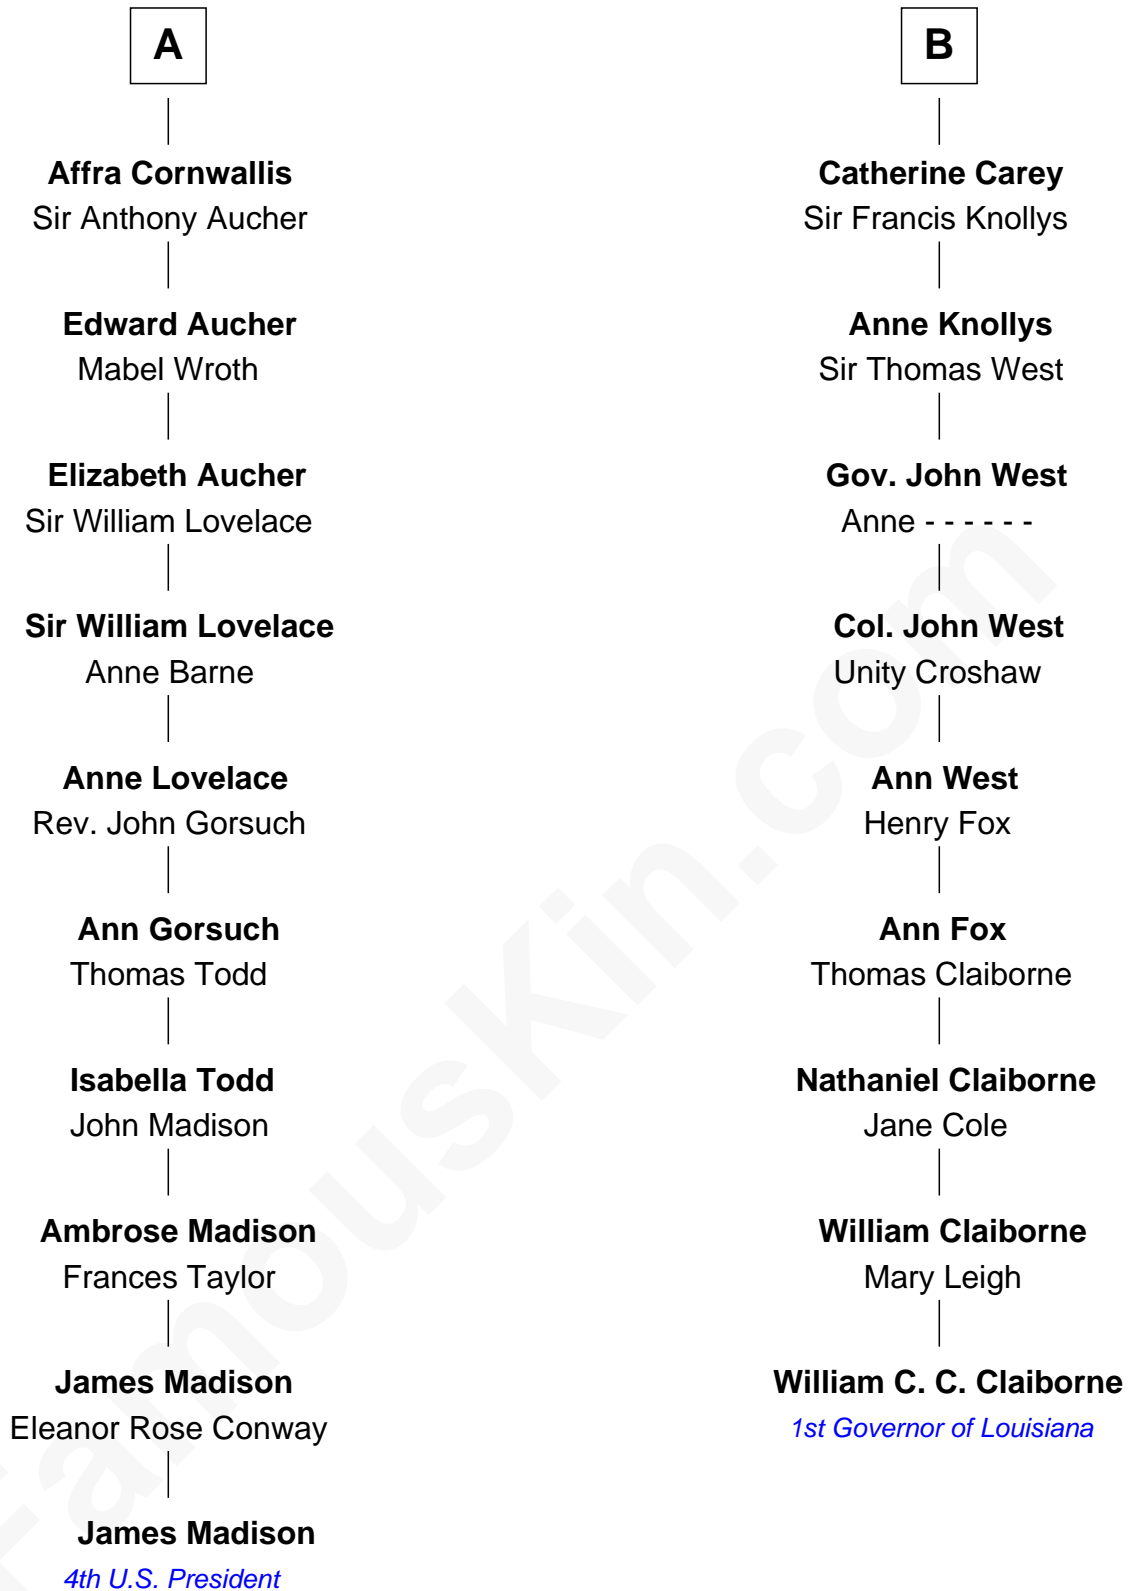 A
Affra Cornwallis
Sir Anthony Aucher
Edward Aucher
Mabel Wroth
Elizabeth Aucher
Sir William Lovelace
Sir William Lovelace
Anne Barne
Anne Lovelace
Rev. John Gorsuch
Ann Gorsuch
Thomas Todd
Isabella Todd
John Madison
Ambrose Madison
Frances Taylor
James Madison
Eleanor Rose Conway
James Madison
4th U.S. President
B
Catherine Carey
Sir Francis Knollys
Anne Knollys
Sir Thomas West
Gov. John West
Anne - - - - - -
Col. John West
Unity Croshaw
Ann West
Henry Fox
Ann Fox
Thomas Claiborne
Nathaniel Claiborne
Jane Cole
William Claiborne
Mary Leigh
William C. C. Claiborne
1st Governor of Louisiana
FamousKin.com